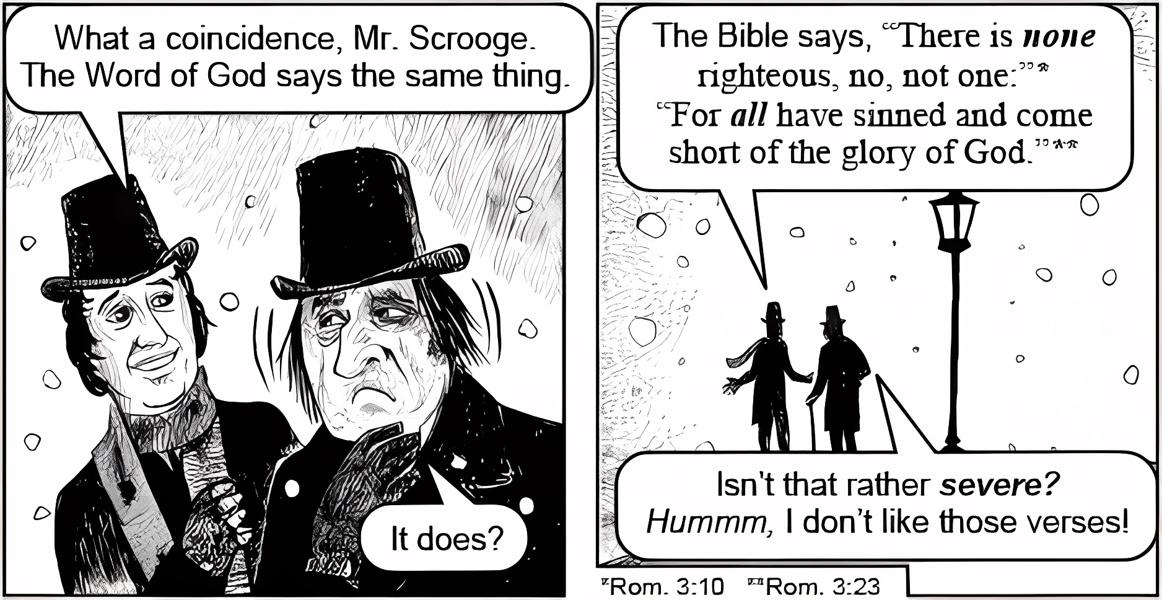 What a coincidence, Mr. Scrooge.
The Word of God says the same thing.
It does?
The Bible says, “There is none
righteous, no, not one:”*
“For all have sinned and come
short of the glory of God.”**
Isn't that rather severe?
Hummm, I don't like those verses!
*Rom. 3:10 **Rom. 3:23